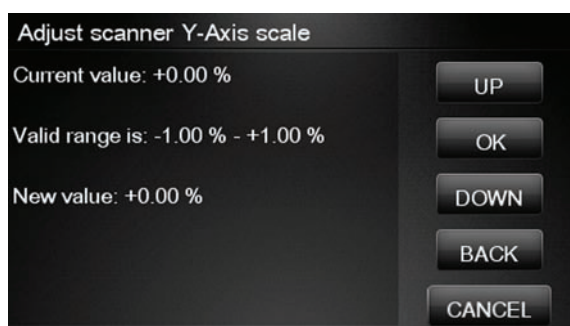 Adjust scanner Y-Axis scale
Current value: +0.00 %
UP
Valid range is: -1.00 % - +1.00 %
OK
New value: +0.00 %
DOWN
BACK
CANCEL